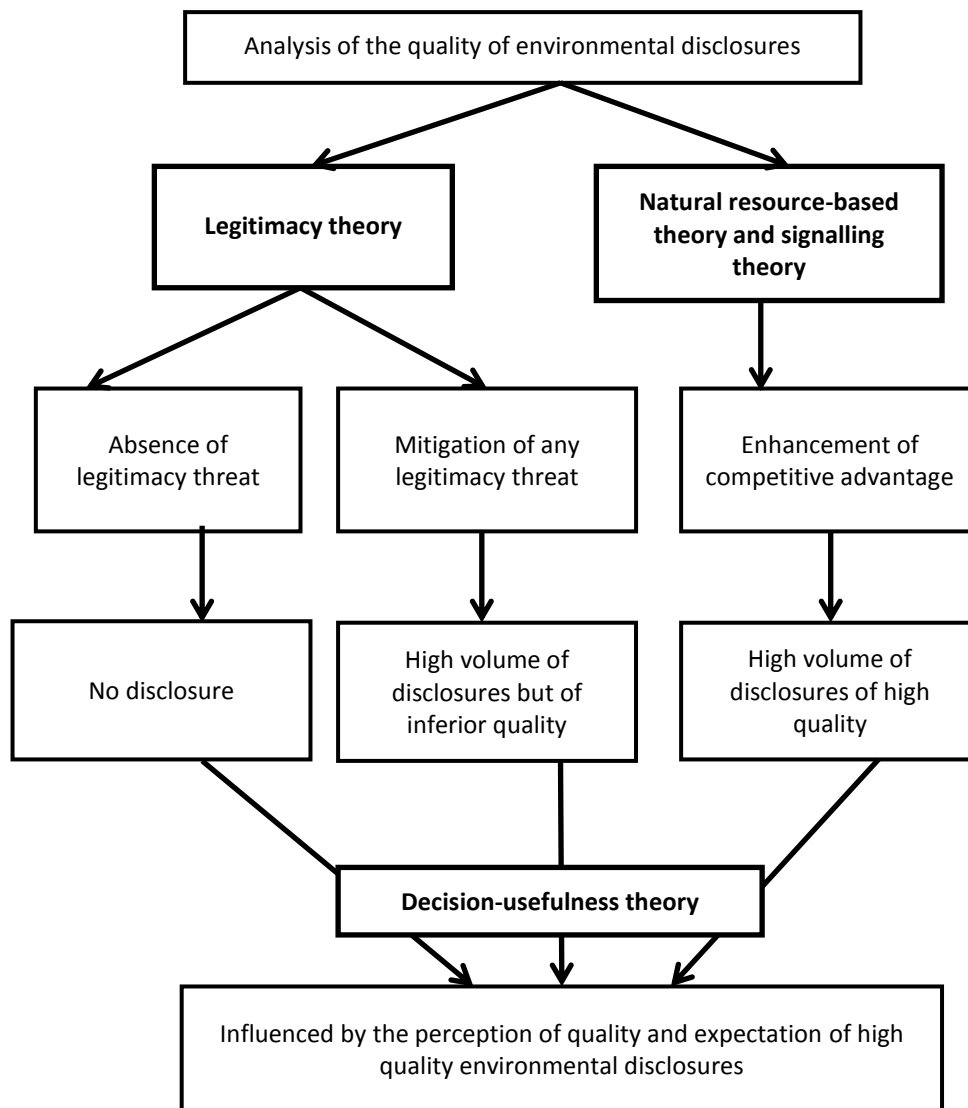 Analysis of the quality of environmental disclosures
Legitimacy theory
Natural resource-based
theory and signalling
theory
Absence of
legitimacy threat
Mitigation of any
legitimacy threat
Enhancement of
competitive advantage
No disclosure
High volume of
disclosures but of
inferior quality
High volume of
disclosures of high
quality
Decision-usefulness theory
Influenced by the perception of quality and expectation of high
quality environmental disclosures